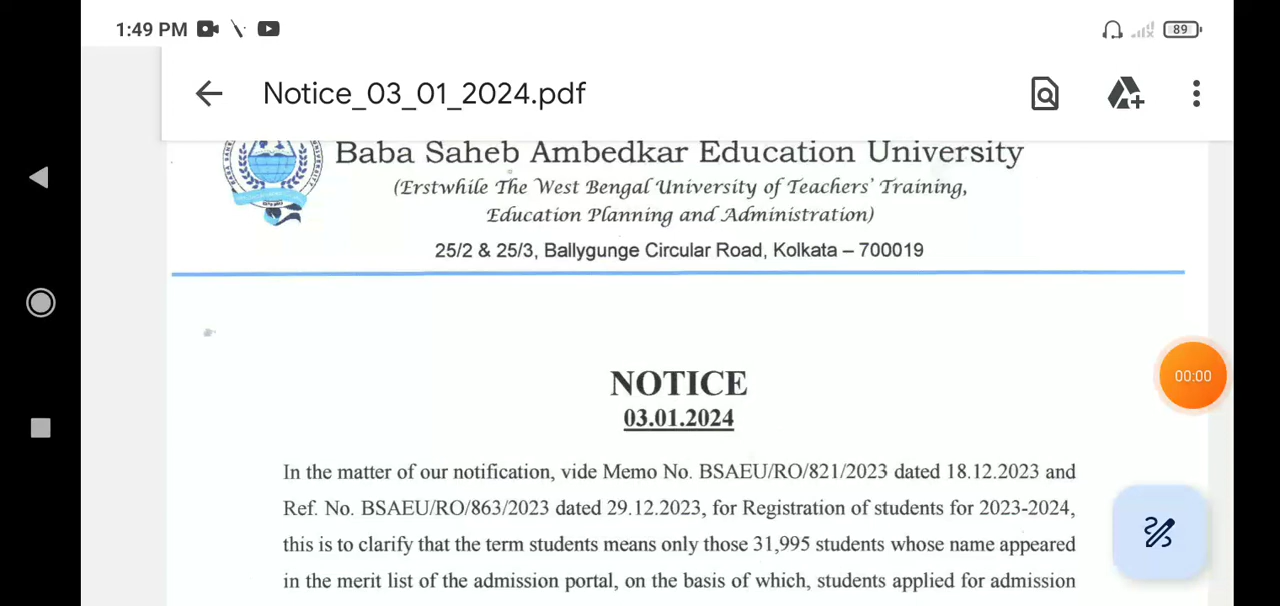 1:49 PM
89
Notice_03_01_2024.pdf
Baba Saheb Ambedkar Education University
(Erstwhile The West Bengal University of Teachers' Training,
Education Planning and Administration)
25/2 & 25/3, Ballygunge Circular Road, Kolkata – 700019
NOTICE
03.01.2024
00:00
In the matter of our notification, vide Memo No. BSAEU/RO/821/2023 dated 18.12.2023 and
Ref. No. BSAEU/RO/863/2023 dated 29.12.2023, for Registration of students for 2023-2024,
this is to clarify that the term students means only those 31,995 students whose name appeared
in the merit list of the admission portal, on the basis of which, students applied for admission